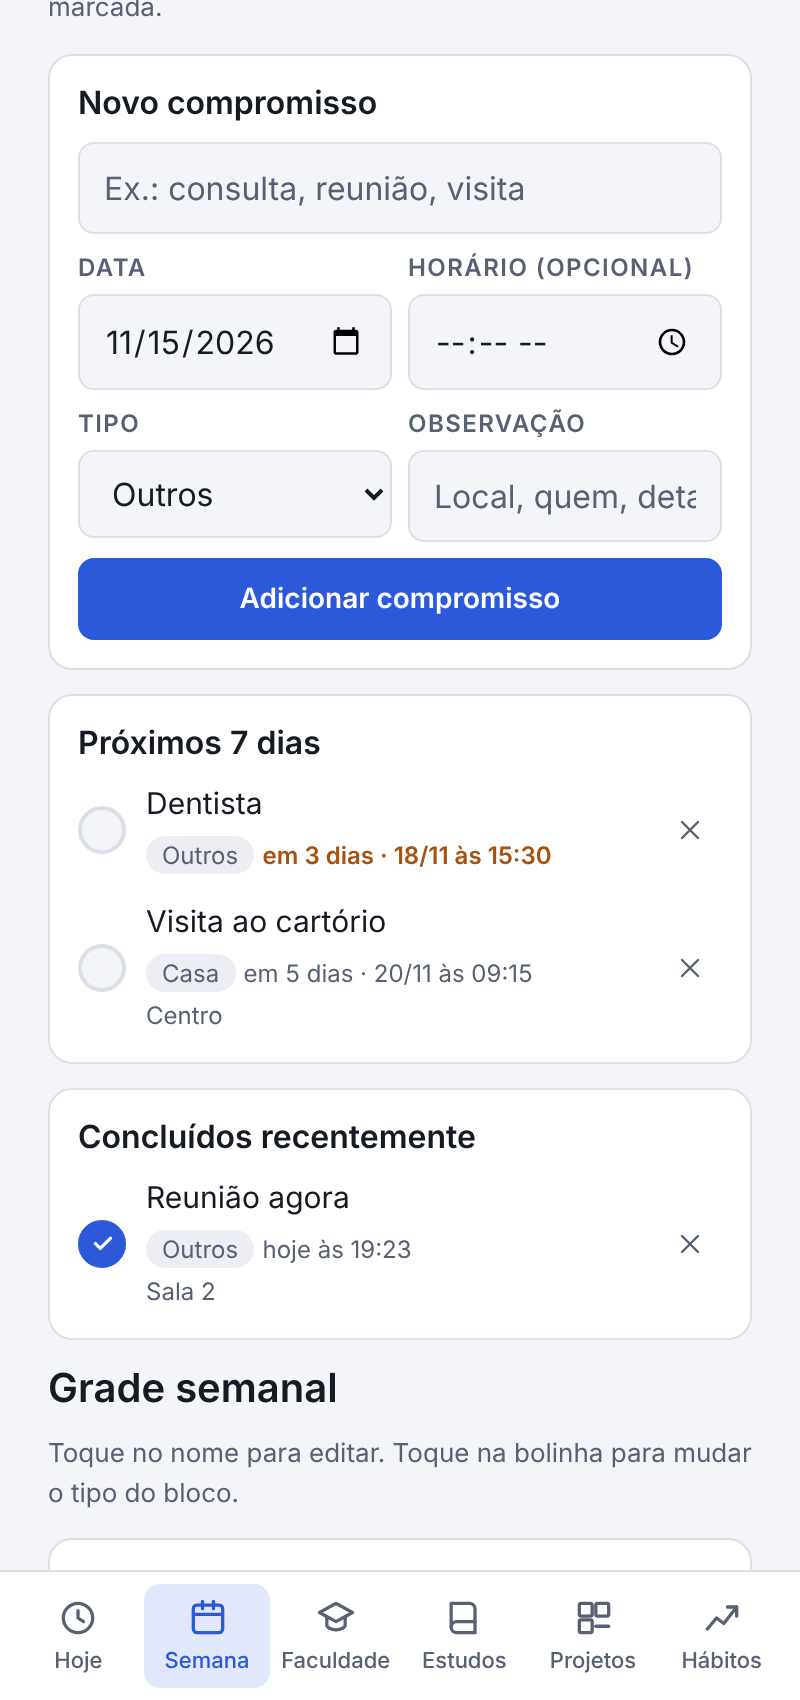 marcada.
Novo compromisso
Ex.: consulta, reunião, visita
DATA
HORÁRIO (OPCIONAL)
11/15/2026
--:-- --
TIPO
OBSERVAÇÃO
Outros
Local, quem, deta
Adicionar compromisso
Próximos 7 dias
Dentista
Outros em 3 dias · 18/11 às 15:30
Visita ao cartório
Casa em 5 dias · 20/11 às 09:15
Centro
Concluídos recentemente
Reunião agora
Outros hoje às 19:23
Sala 2
Grade semanal
Toque no nome para editar. Toque na bolinha para mudar
o tipo do bloco.
Hoje
Semana
Faculdade
Estudos
Projetos
Hábitos